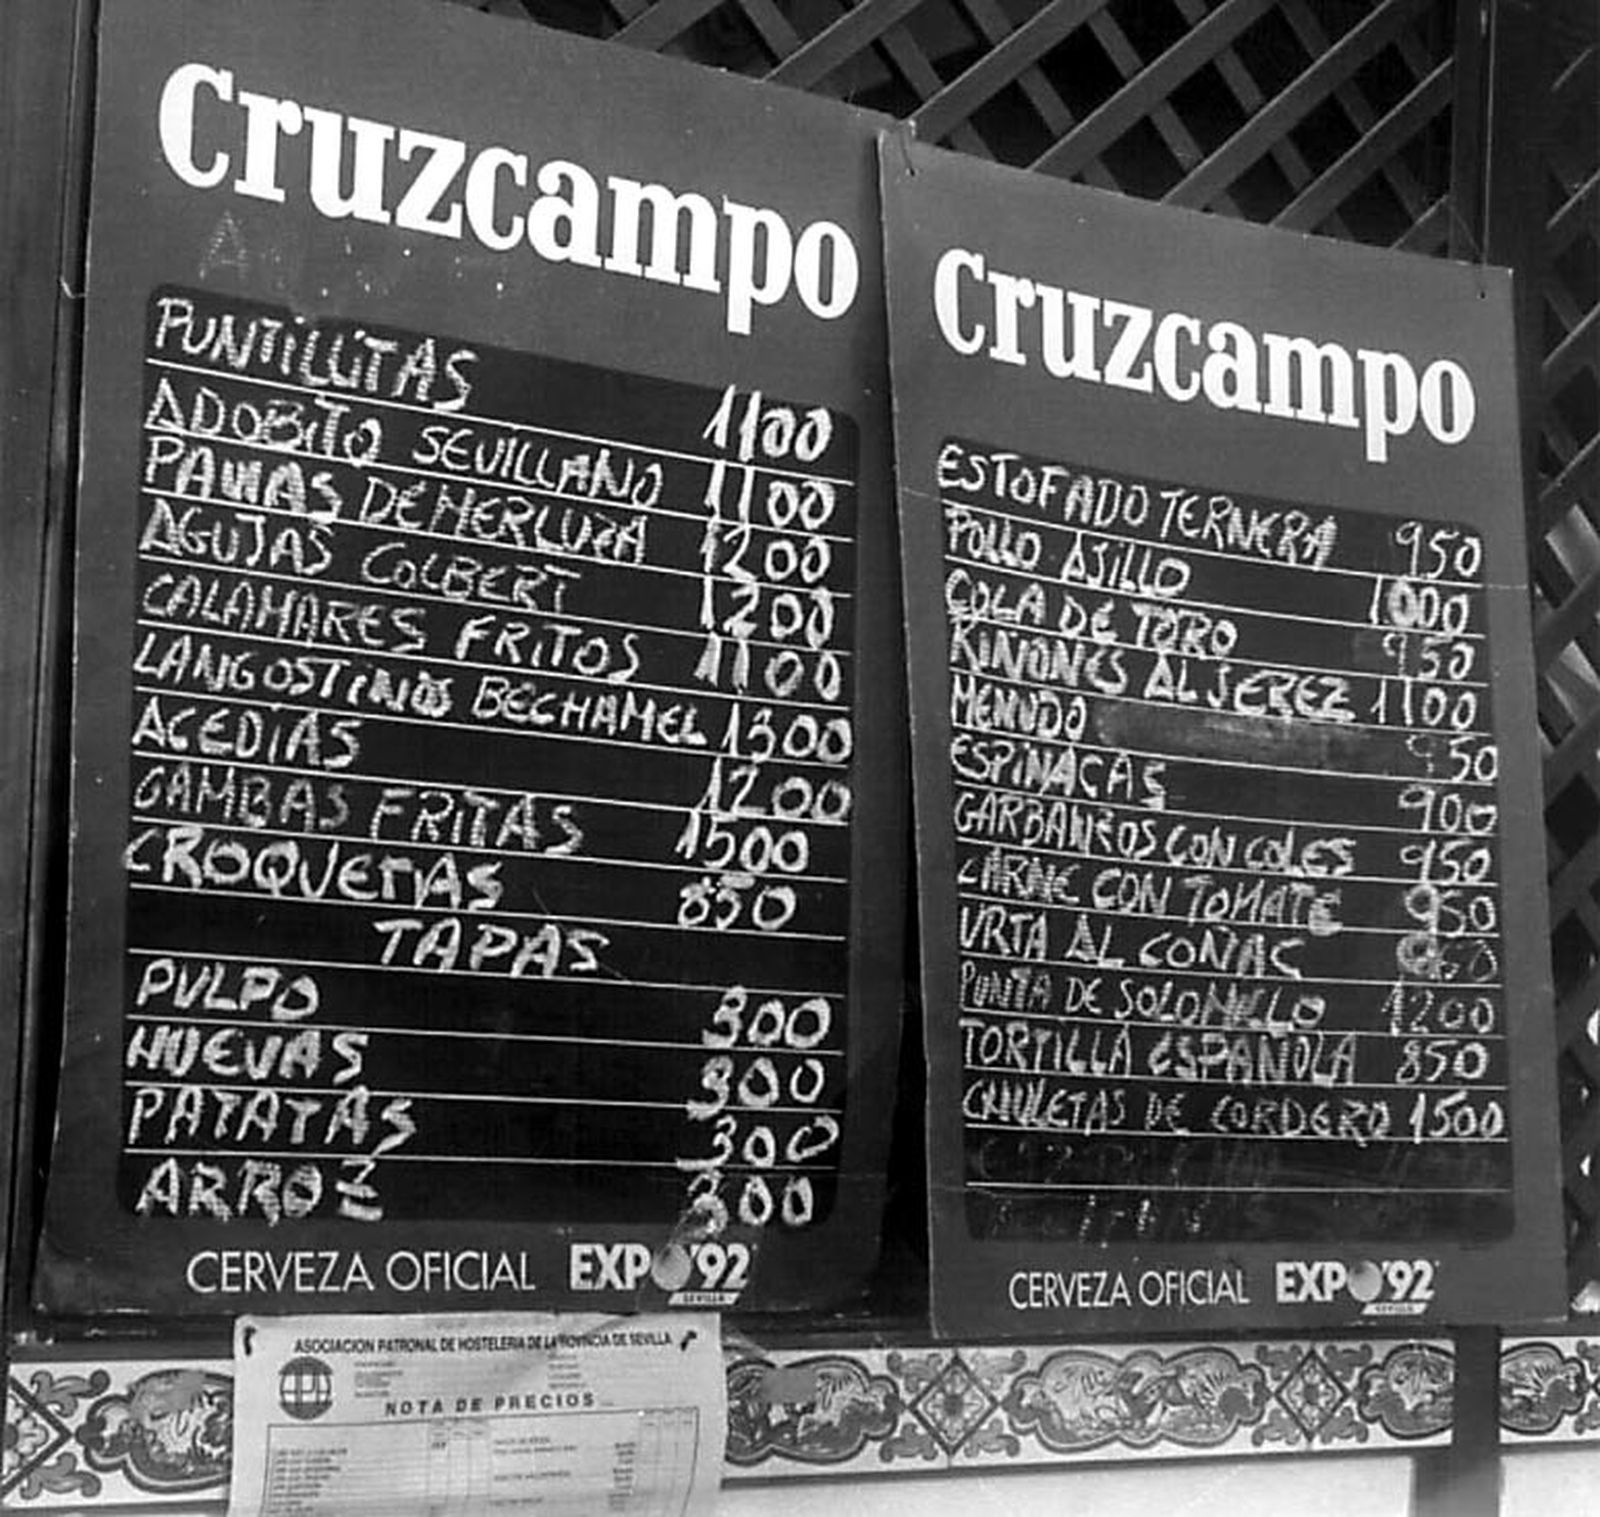 Cruzcampo
PUNTILLITAS 1100
ADOBITO SEVILLANO 1100
PAVIAS DE MERLUZA 1200
AGUJAS COLBERT 1200
CALAMARES FRITOS 1100
LANGOSTINOS BECHAMEL 1300
ACEDIAS 1200
GAMBAS FRITAS 1500
CROQUETAS 850
TAPAS
PULPO 300
HUEVAS 300
PATATAS 300
ARROZ 300
CERVEZA OFICIAL EXPO'92
SEVILLA
Cruzcampo
ESTOFADO TERNERA 950
POLLO AJILLO 1000
COLA DE TORO 950
RIÑONES AL JEREZ 1100
MENUDO 950
ESPINACAS 900
GARBANZOS CON COLES 950
CARNE CON TOMATE 950
URTA AL COÑAC
PUNTA DE SOLOMILLO 1200
TORTILLA ESPAÑOLA 850
CHULETAS DE CORDERO 1500
CERVEZA OFICIAL EXPO'92
SEVILLA
ASOCIACION PATRONAL DE HOSTELERIA DE LA PROVINCIA DE SEVILLA
NOTA DE PRECIOS